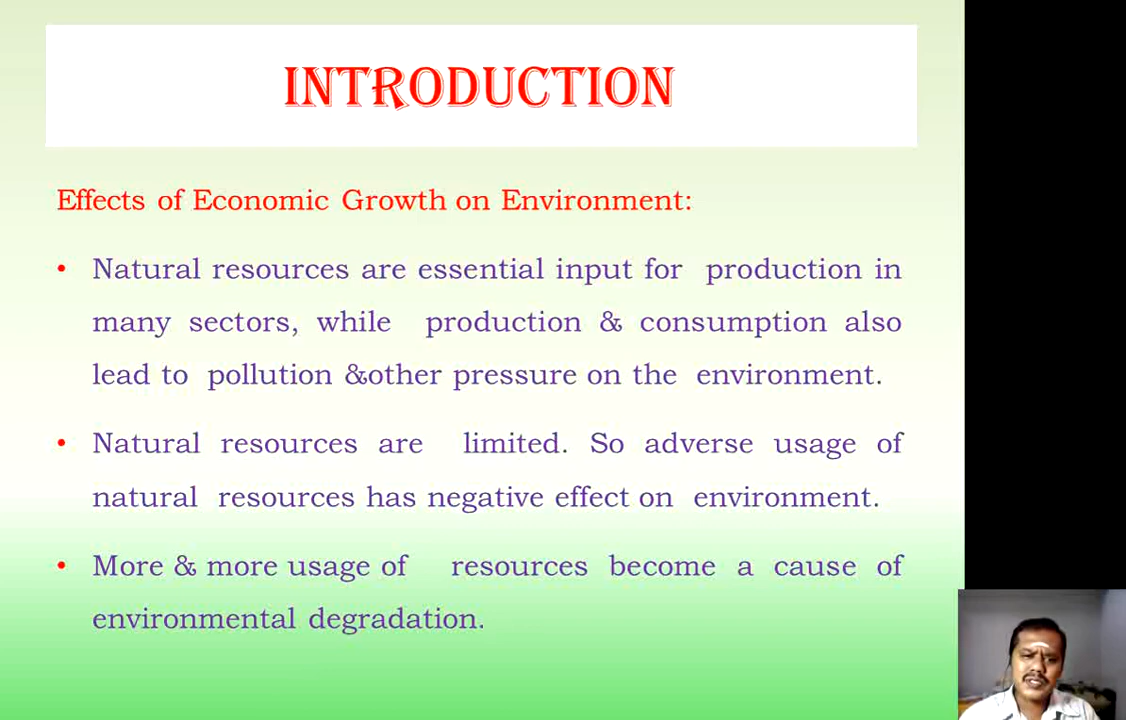 INTRODUCTION
Effects of Economic Growth on Environment:
• Natural resources are essential input for production in
many sectors, while production & consumption also
lead to pollution &other pressure on the environment.
• Natural resources are limited. So adverse usage of
natural resources has negative effect on environment.
• More & more usage of resources become a cause of
environmental degradation.